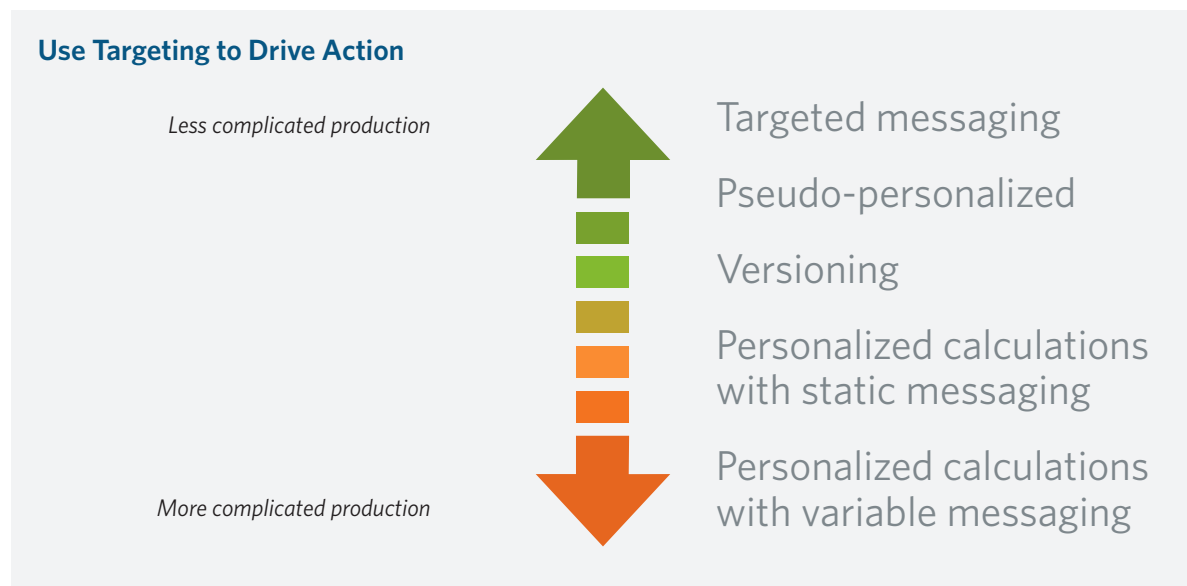 Use Targeting to Drive Action
Less complicated production
Targeted messaging
Pseudo-personalized
Versioning
Personalized calculations
with static messaging
Personalized calculations
with variable messaging
More complicated production